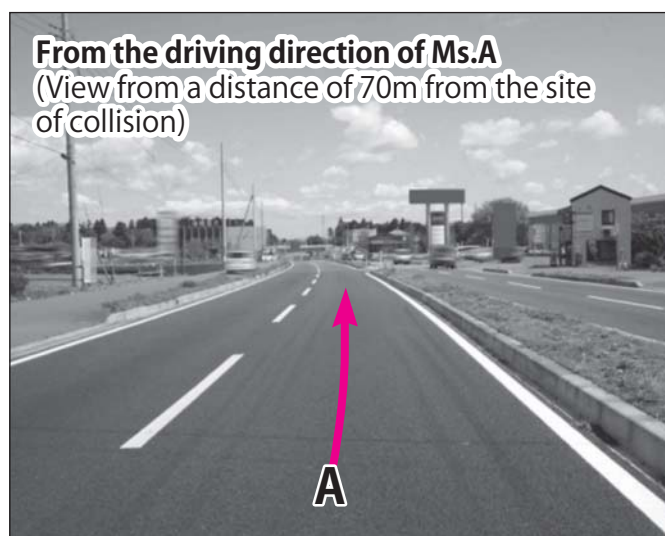 From the driving direction of Ms.A
(View from a distance of 70m from the site
of collision)
A